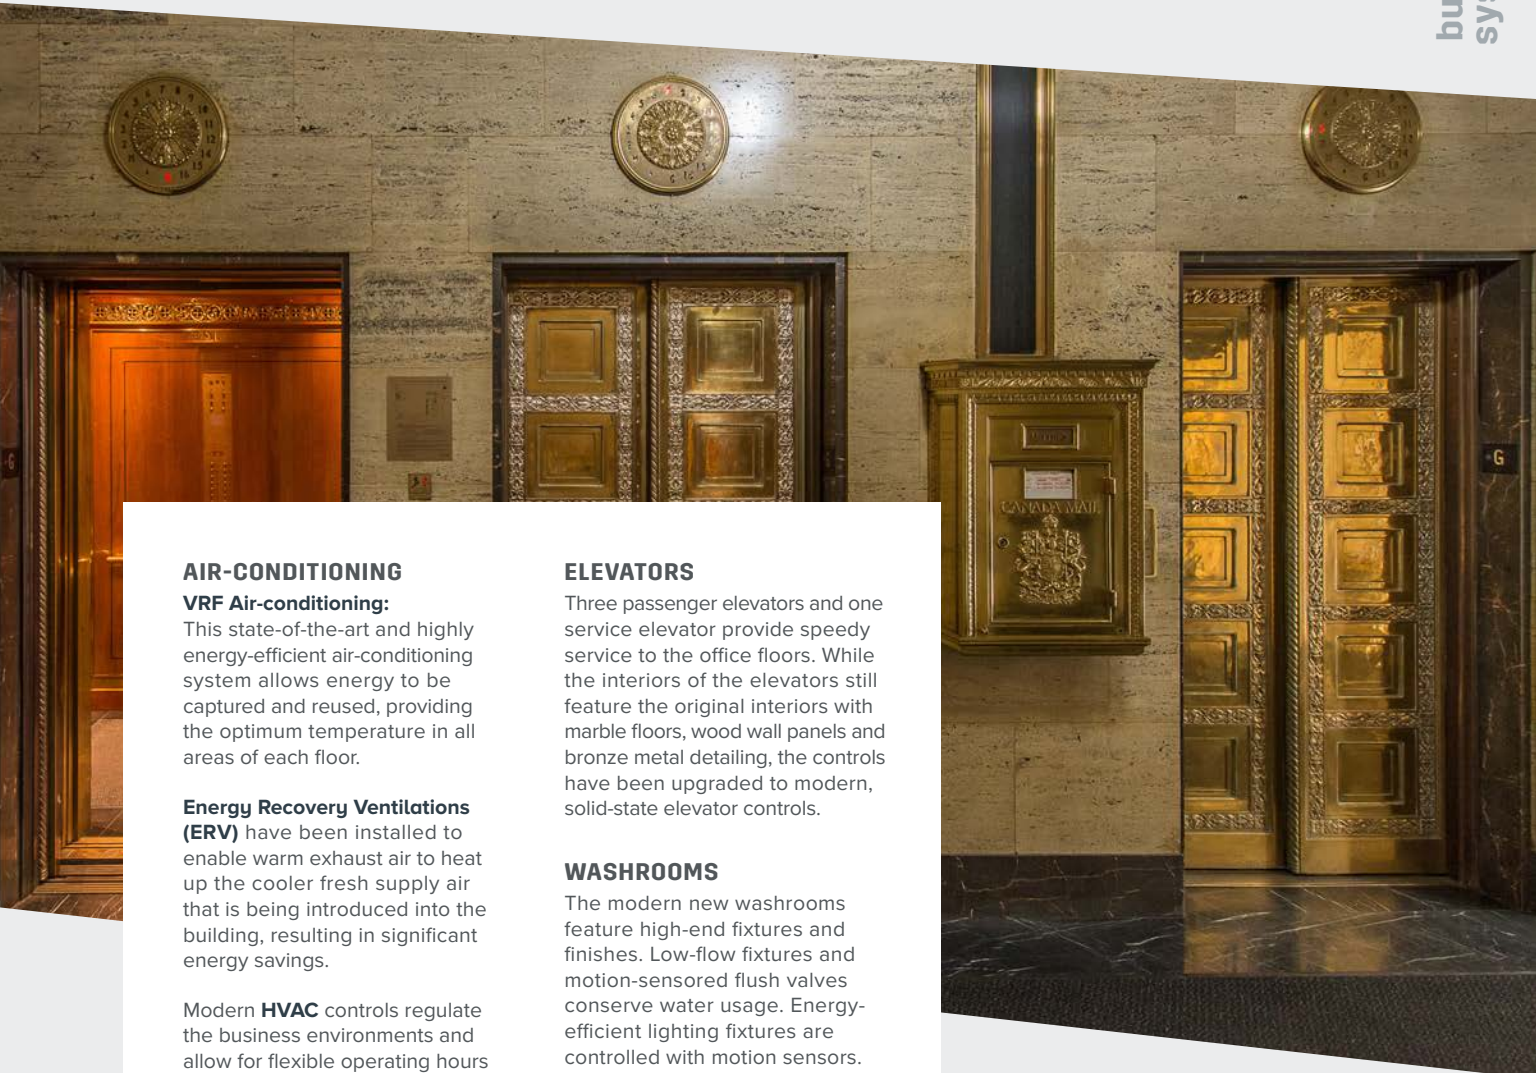 AIR-CONDITIONING
VRF Air-conditioning:
This state-of-the-art and highly
energy-efficient air-conditioning
system allows energy to be
captured and reused, providing
the optimum temperature in all
areas of each floor.
Energy Recovery Ventilations
(ERV) have been installed to
enable warm exhaust air to heat
up the cooler fresh supply air
that is being introduced into the
building, resulting in significant
energy savings.
Modern HVAC controls regulate
the business environments and
allow for flexible operating hours
ELEVATORS
Three passenger elevators and one
service elevator provide speedy
service to the office floors. While
the interiors of the elevators still
feature the original interiors with
marble floors, wood wall panels and
bronze metal detailing, the controls
have been upgraded to modern,
solid-state elevator controls.
WASHROOMS
The modern new washrooms
feature high-end fixtures and
finishes. Low-flow fixtures and
motion-sensored flush valves
conserve water usage. Energy-
efficient lighting fixtures are
controlled with motion sensors.
CANADA MAIL
G
G